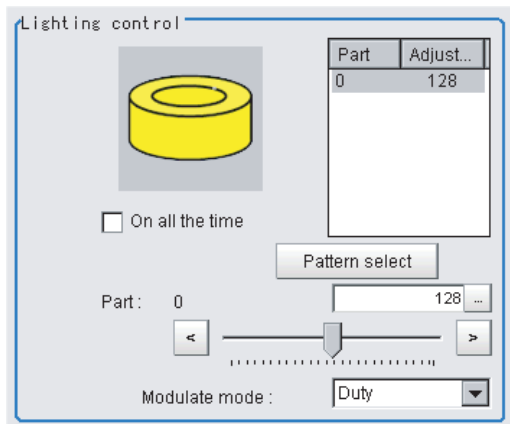 Lighting control
Part Adjust...
0 128
On all the time
Pattern select
Part : 0 128 ...
< >
Modulate mode : Duty